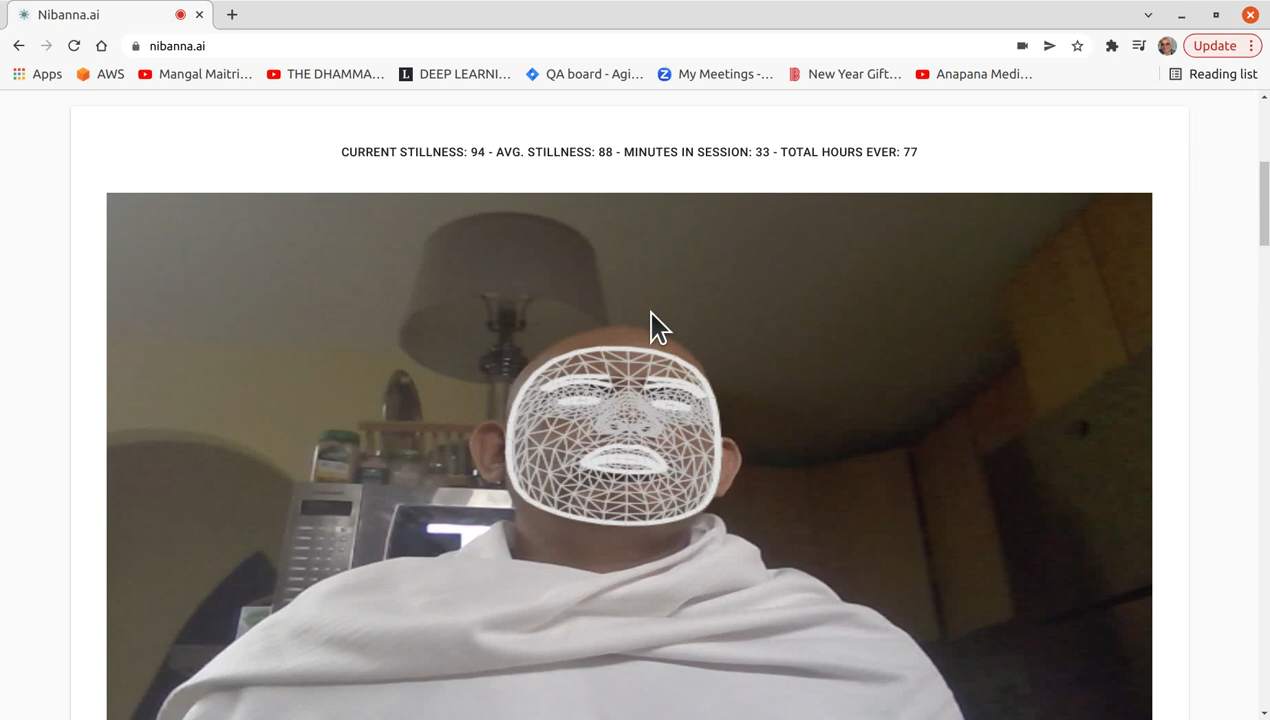 Nibanna.ai
nibanna.ai
Update
Apps AWS Mangal Maitri... THE DHAMMA... L DEEP LEARNI... QA board - Agi... Z My Meetings -... B New Year Gift... Anapana Medi... Reading list
CURRENT STILLNESS: 94 - AVG. STILLNESS: 88 - MINUTES IN SESSION: 33 - TOTAL HOURS EVER: 77